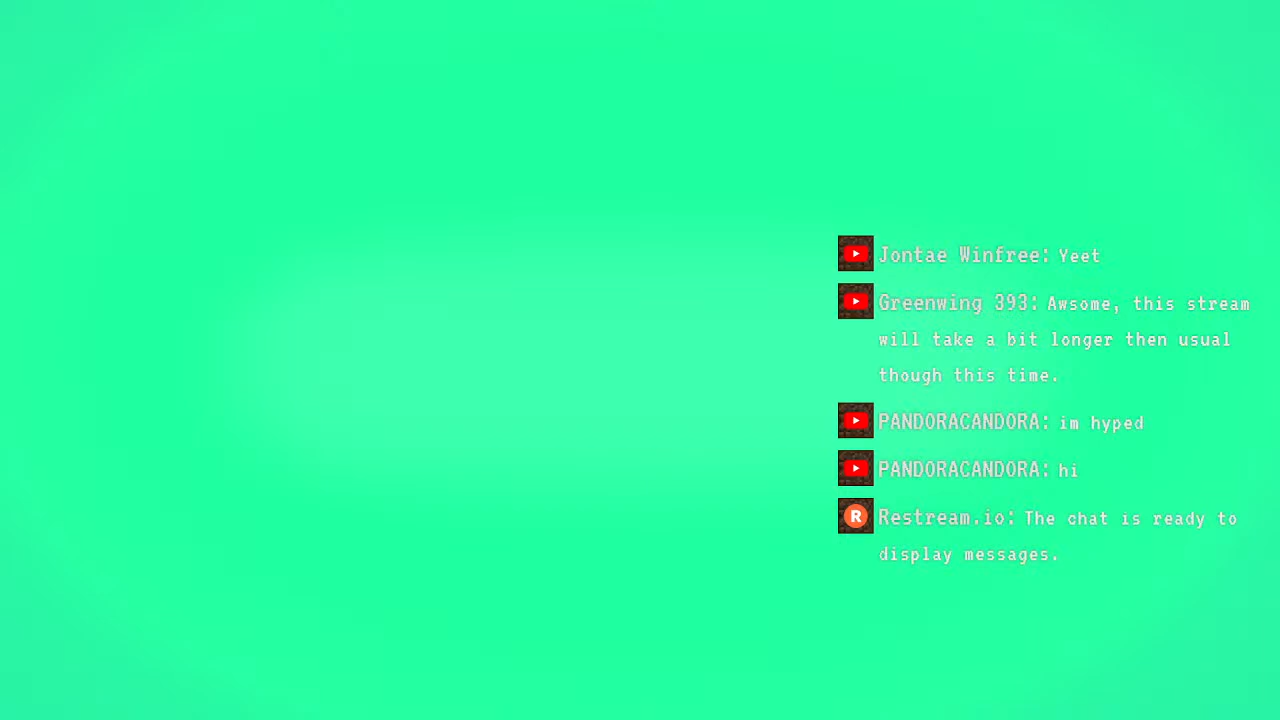 Jontae Winfree: Yeet
Greenwing 393: Awsome, this stream
will take a bit longer then usual
though this time.
PANDORACANDORA: im hyped
PANDORACANDORA: hi
R Restream.io: The chat is ready to
display messages.